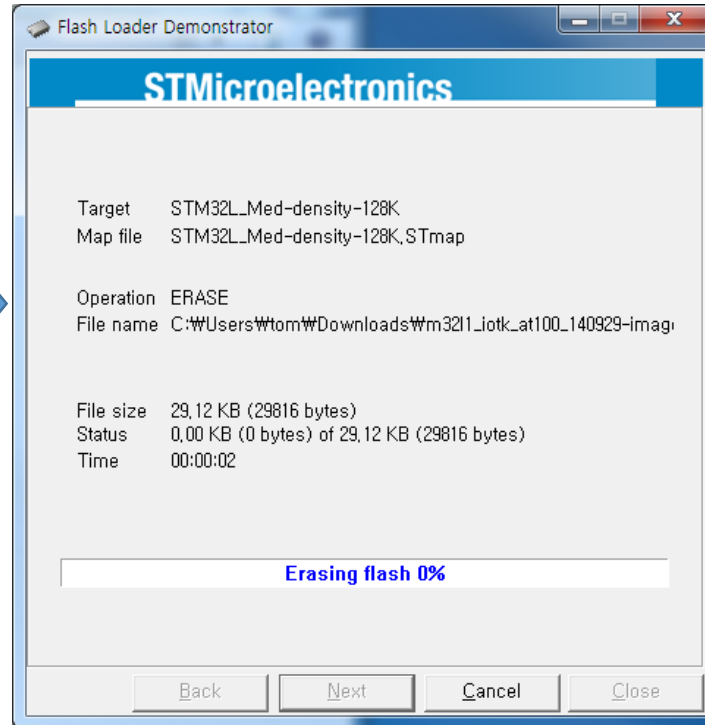 Flash Loader Demonstrator
STMicroelectronics
Target STM32L_Med-density-128K
Map file STM32L_Med-density-128K,STmap
Operation ERASE
File name C:₩Users₩tom₩Downloads₩m32l1_iotk_at100_140929-imag
File size 29,12 KB (29816 bytes)
Status 0,00 KB (0 bytes) of 29,12 KB (29816 bytes)
Time 00:00:02
Erasing flash 0%
Back Next Cancel Close